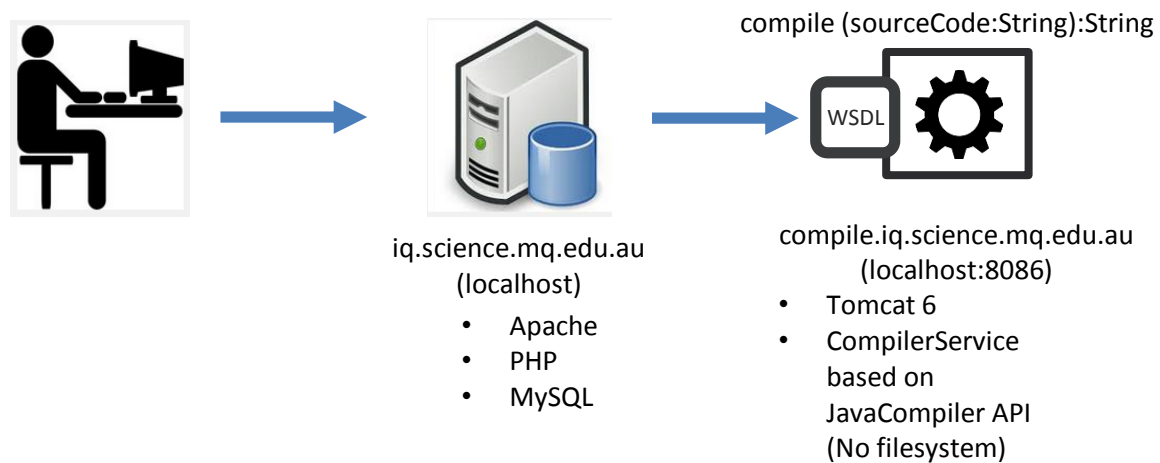 compile (sourceCode:String):String
WSDL
iq.science.mq.edu.au
(localhost)
• Apache
• PHP
• MySQL
compile.iq.science.mq.edu.au
(localhost:8086)
• Tomcat 6
• CompilerService
based on
JavaCompiler API
(No filesystem)